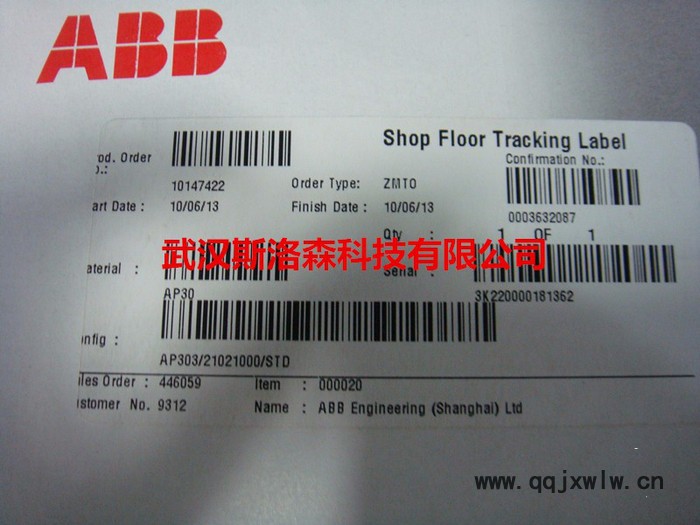 ABB
Shop Floor Tracking Label
od. Order Confirmation No.:
.:
10147422 Order Type: ZMTO
art Date : 10/06/13 Finish Date : 10/06/13 0003632087
Qty : 1 OF 1
武汉斯洛森科技有限公司
aterial : Serial :
AP30 3K220000181362
nfig :
AP303/21021000/STD
les Order : 446059 Item : 000020
stomer No. 9312 Name : ABB Engineering (Shanghai) Ltd
www.qqjxwlw.cn